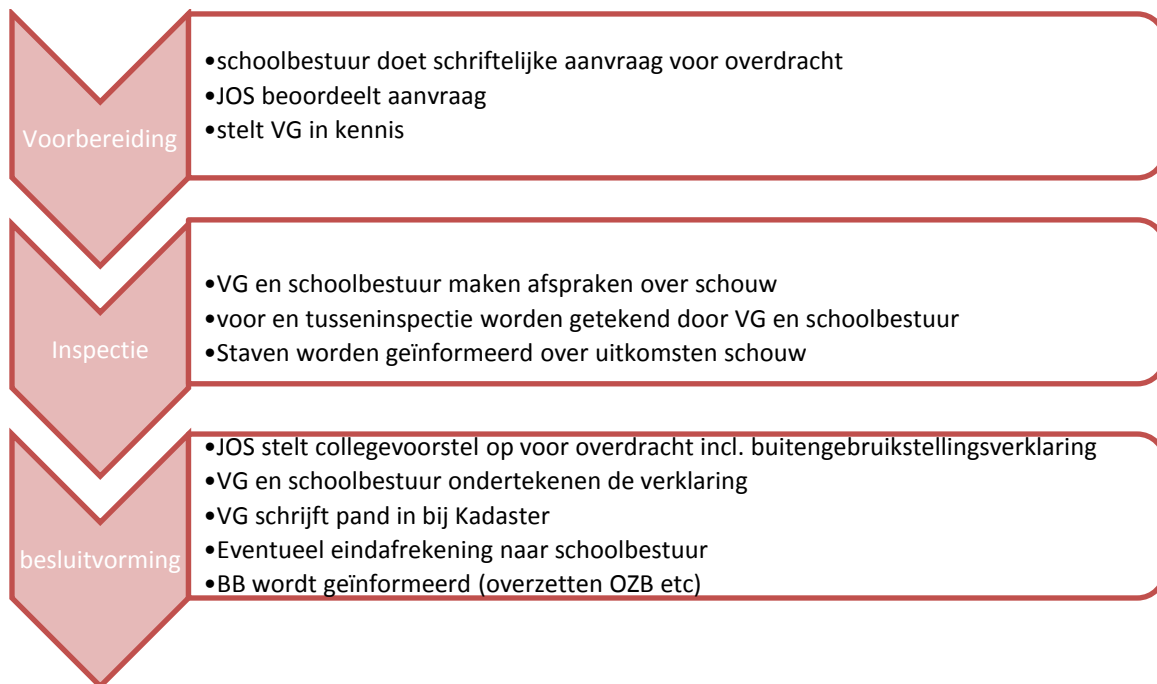 Voorbereiding
•schoolbestuur doet schriftelijke aanvraag voor overdracht
•JOS beoordeelt aanvraag
•stelt VG in kennis
Inspectie
•VG en schoolbestuur maken afspraken over schouw
•voor en tusseninspectie worden getekend door VG en schoolbestuur
•Staven worden geïnformeerd over uitkomsten schouw
besluitvorming
•JOS stelt collegevoorstel op voor overdracht incl. buitengebruikstellingsverklaring
•VG en schoolbestuur ondertekenen de verklaring
•VG schrijft pand in bij Kadaster
•Eventueel eindafrekening naar schoolbestuur
•BB wordt geïnformeerd (overzetten OZB etc)